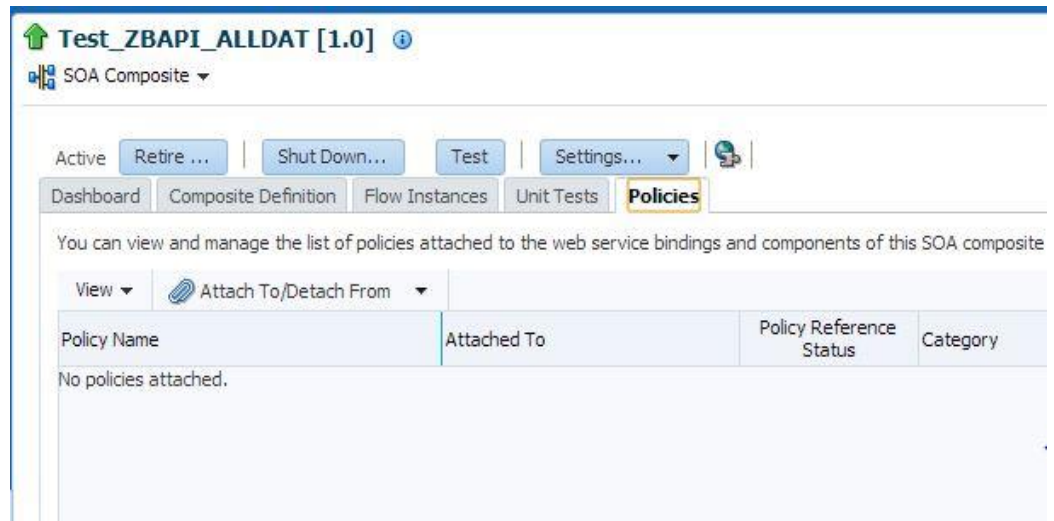 Test_ZBAPI_ALLDAT [1.0]
SOA Composite
Active Retire ... Shut Down... Test Settings...
Dashboard Composite Definition Flow Instances Unit Tests Policies
You can view and manage the list of policies attached to the web service bindings and components of this SOA composite
View Attach To/Detach From
Policy Name Attached To Policy Reference Status Category
No policies attached.